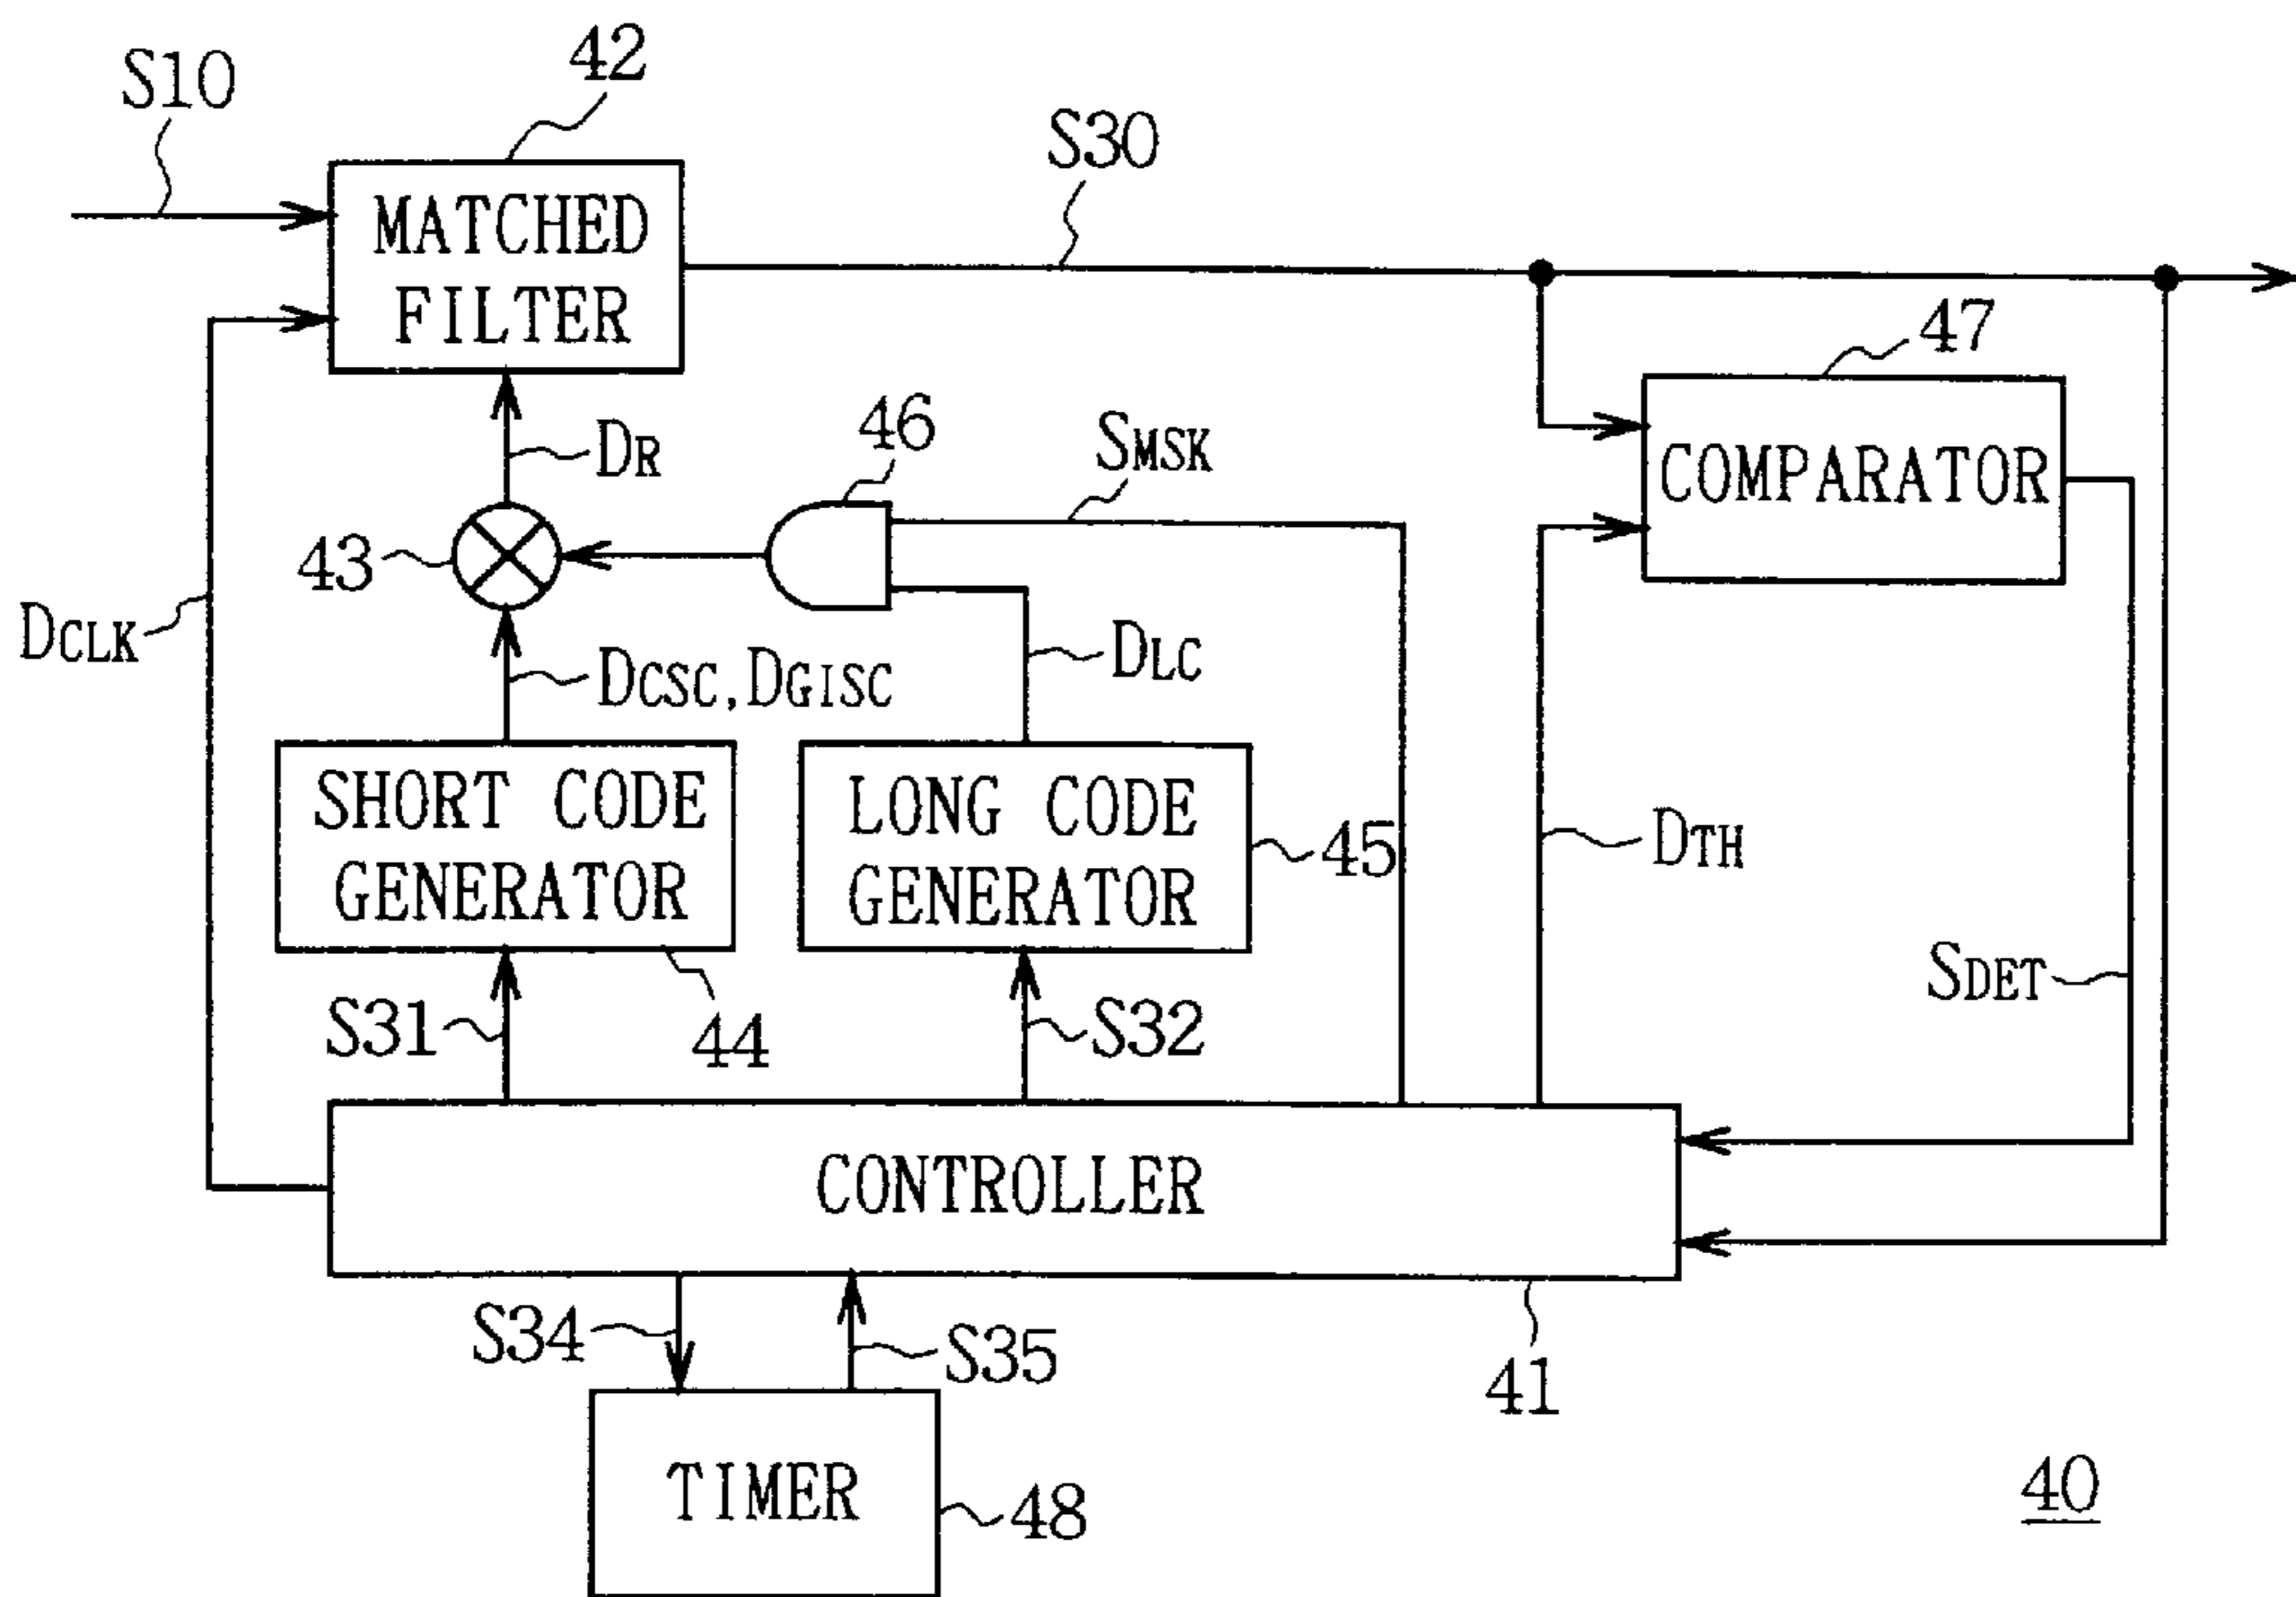 42
S10
S30
MATCHED
FILTER
47
46
SMSK
DR
COMPARATOR
43
DCLK
DLC
DCSC, DGISC
SHORT CODE
GENERATOR
LONG CODE
GENERATOR
45
DTH
SDET
S31
44
S32
CONTROLLER
S34
S35
41
TIMER
48
40